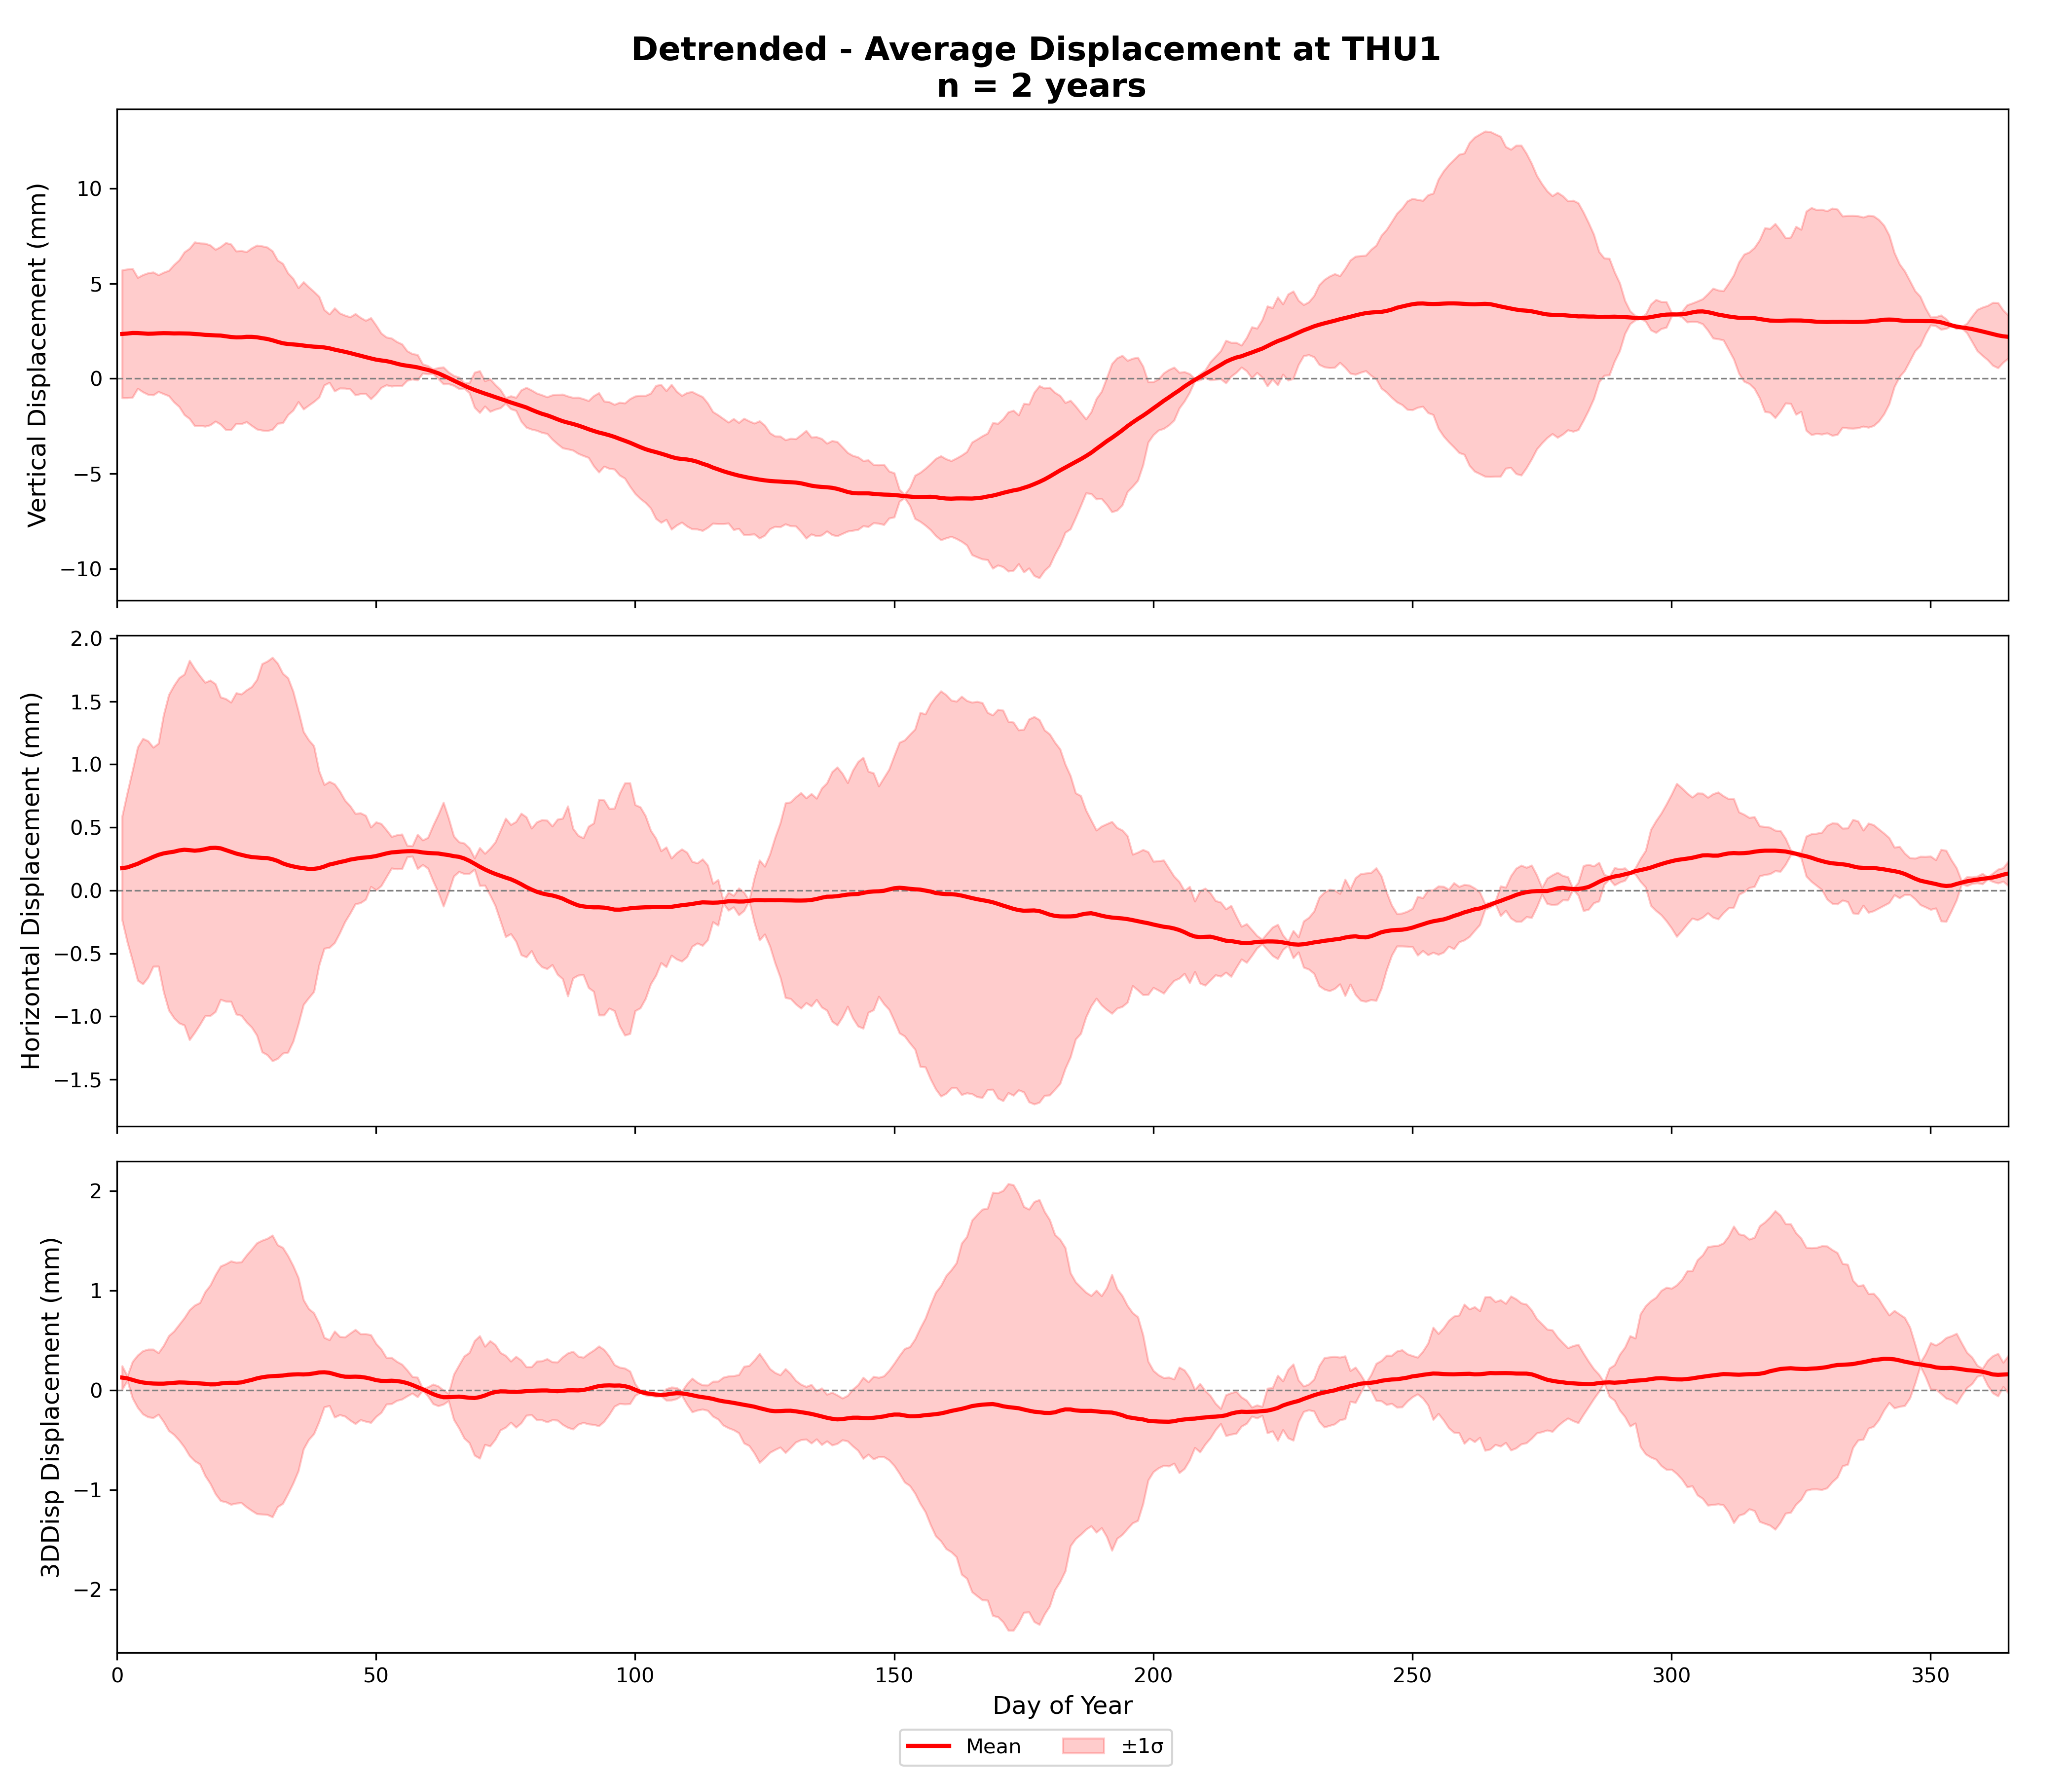 Detrended - Average Displacement at THU1
n = 2 years
Vertical Displacement (mm)
10
5
0
−5
−10
Horizontal Displacement (mm)
2.0
1.5
1.0
0.5
0.0
−0.5
−1.0
−1.5
3DDisp Displacement (mm)
2
1
0
−1
−2
0 50 100 150 200 250 300 350
Day of Year
Mean ±1σ